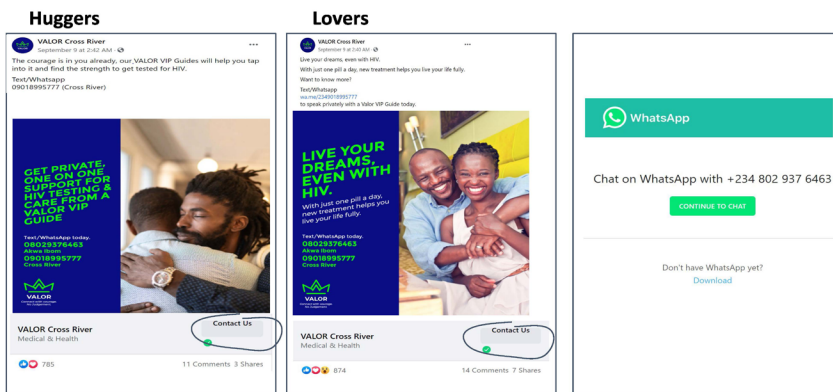 Huggers
VALOR Cross River
September 9 at 2:42 AM ·
The courage is in you already, our VALOR VIP Guides will help you tap
into it and find the strength to get tested for HIV.
Text/Whatsapp
09018995777 (Cross River)
GET PRIVATE,
ONE ON ONE
SUPPORT FOR
HIV TESTING &
CARE FROM A
VALOR VIP
GUIDE
Text/WhatsApp today.
08029376463
Akwa Ibom
09018995777
Cross River
VALOR
VALOR Cross River
Medical & Health
Contact Us
785
11 Comments 3 Shares
Lovers
VALOR Cross River
September 9 at 2:40 AM ·
Live your dreams, even with HIV.
With just one pill a day, new treatment helps you live your life fully.
Want to know more?
Text/Whatsapp
wa.me/2349018995777
to speak privately with a Valor VIP Guide today.
LIVE YOUR
DREAMS,
EVEN WITH
HIV.
With just one pill a day,
new treatment helps you
live your life fully.
Text/WhatsApp today.
08029376463
Akwa Ibom
09018995777
Cross River
VALOR
VALOR Cross River
Medical & Health
Contact Us
874
14 Comments 7 Shares
WhatsApp
Chat on WhatsApp with +234 802 937 6463
CONTINUE TO CHAT
Don't have WhatsApp yet?
Download